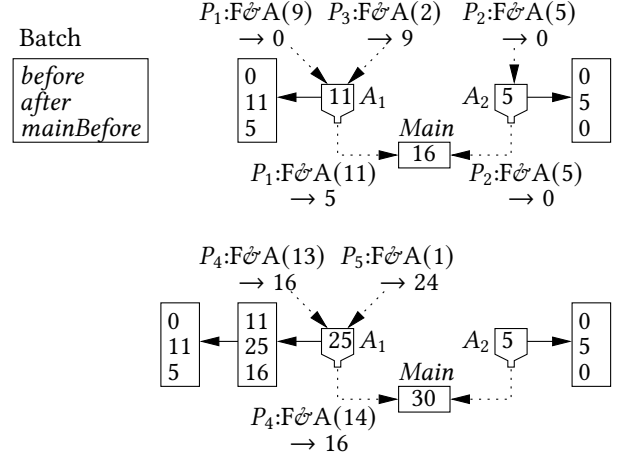 P1:F&A(9) P3:F&A(2) P2:F&A(5)
→ 0 → 9 → 0
Batch
before
after
mainBefore
0
11
5
11 A1
A2 5
0
5
0
Main
16
P1:F&A(11) P2:F&A(5)
→ 5 → 0
P4:F&A(13) P5:F&A(1)
→ 16 → 24
0
11
5
11
25
16
25 A1
A2 5
0
5
0
Main
30
P4:F&A(14)
→ 16